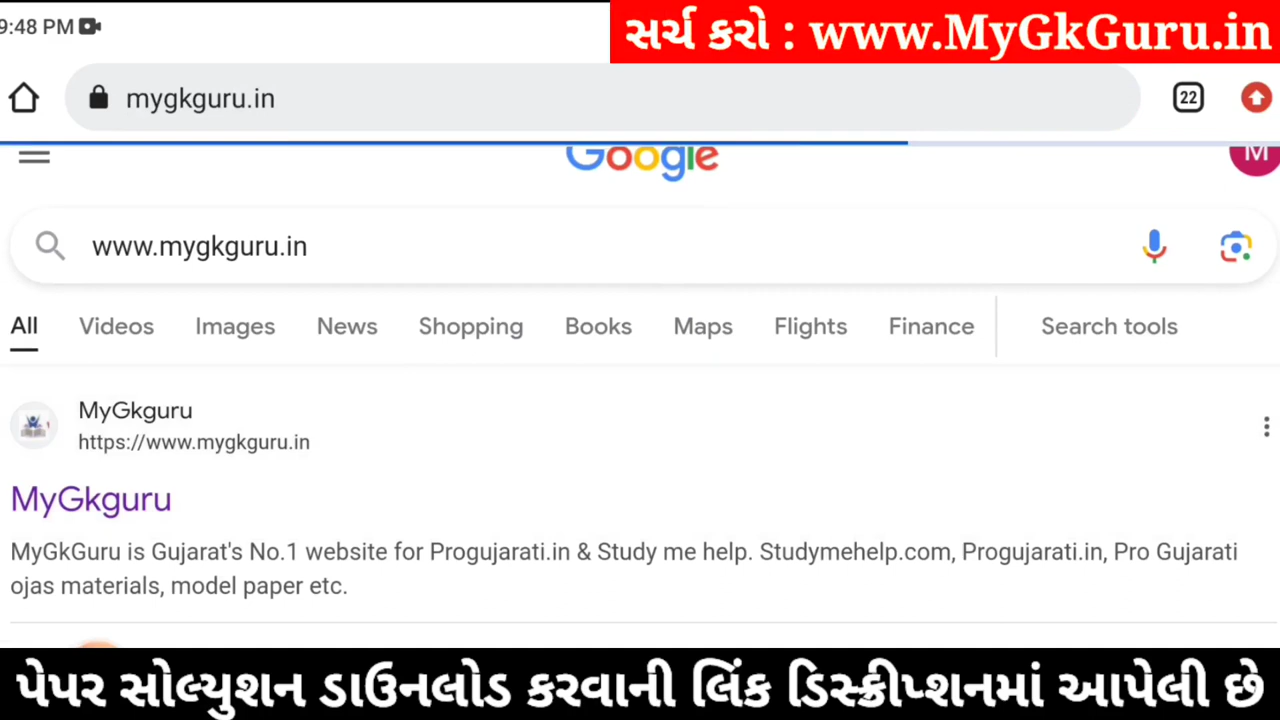 9:48 PM
સર્ચ કરો : www.MyGkGuru.in
mygkguru.in
22
Google
M
www.mygkguru.in
All Videos Images News Shopping Books Maps Flights Finance Search tools
MyGkguru
https://www.mygkguru.in
MyGkguru
MyGkGuru is Gujarat's No.1 website for Progujarati.in & Study me help. Studymehelp.com, Progujarati.in, Pro Gujarati
ojas materials, model paper etc.
પેપર સોલ્યુશન ડાઉનલોડ કરવાની લિંક ડિસ્ક્રીપ્શનમાં આપેલી છે